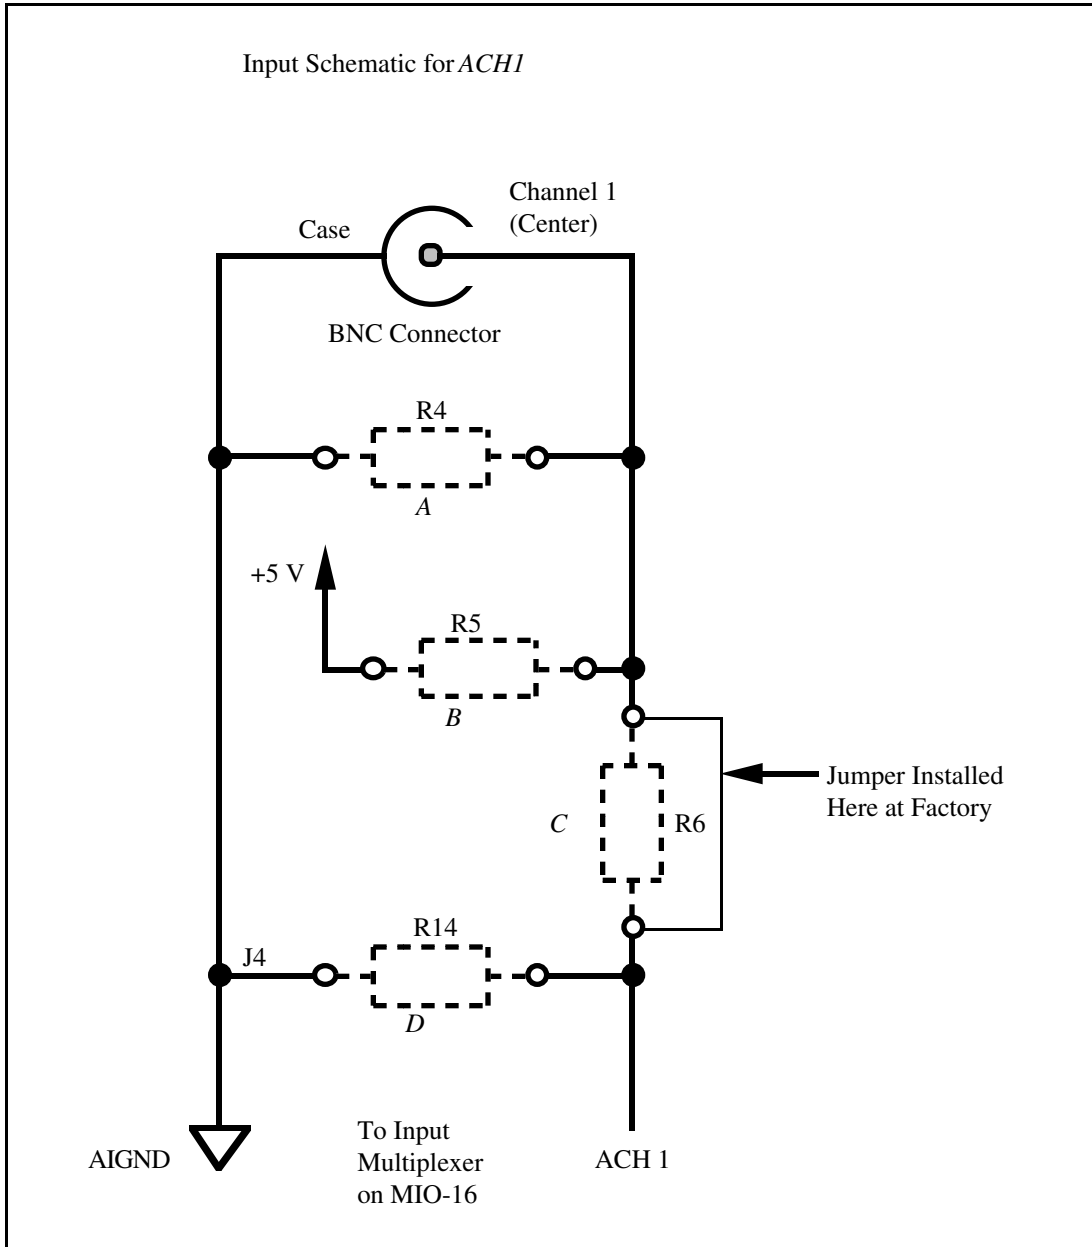 Input Schematic for ACH1
Channel 1
(Center)
Case
BNC Connector
R4
A
+5 V
R5
B
Jumper Installed
Here at Factory
C
R6
R14
J4
D
To Input
Multiplexer
on MIO-16
AIGND
ACH 1